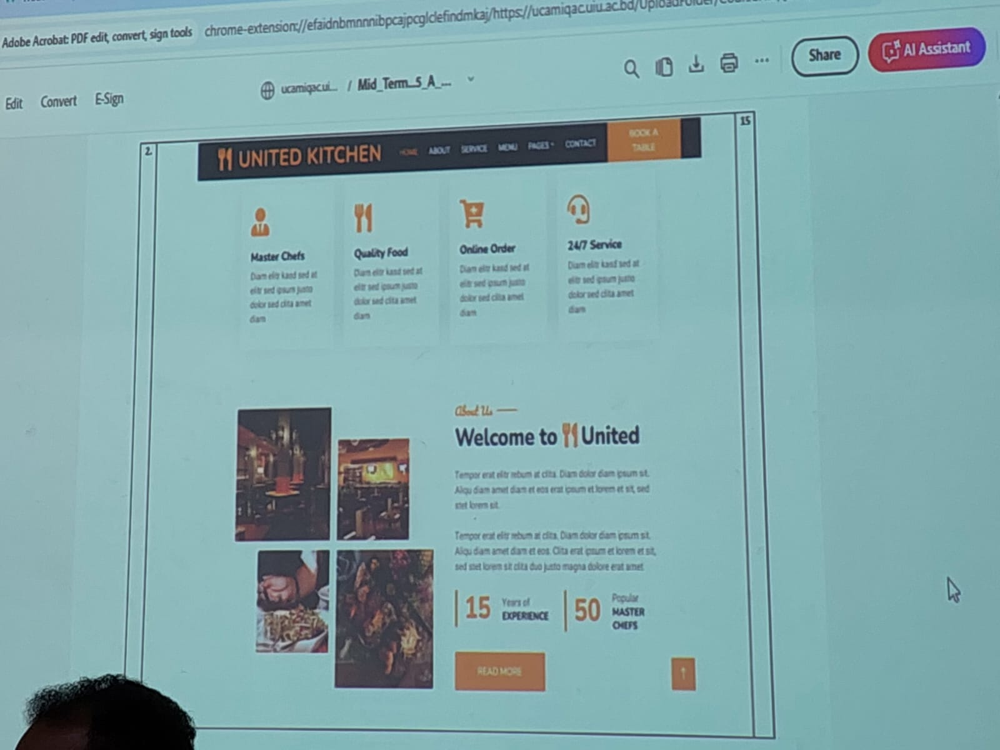 Adobe Acrobat: PDF edit, convert, sign tools
chrome-extension://efaidnbmnnnibpcajpcglclefindmkaj/https://ucamiqac.uiu.ac.bd/UploadFolder/
Share
AI Assistant
Edit
Convert
E-Sign
ucamiqac.ui... / Mid_Term_5_A_...
2
15
UNITED KITCHEN
HOME
ABOUT
SERVICE
MENU
PAGES
CONTACT
BOOK A
TABLE
Master Chefs
Diam elitr kasd sed at
elitr sed ipsum justo
dolor sed clita amet
diam
Quality Food
Diam elitr kasd sed at
elitr sed ipsum justo
dolor sed clita amet
diam
Online Order
Diam elitr kasd sed at
elitr sed ipsum justo
dolor sed clita amet
diam
24/7 Service
Diam elitr kasd sed at
elitr sed ipsum justo
dolor sed clita amet
diam
About Us
Welcome to United
Tempor erat elitr rebum at clita. Diam dolor diam ipsum sit.
Aliqu diam amet diam et eos erat ipsum et lorem et sit, sed
stet lorem sit.
Tempor erat elitr rebum at clita. Diam dolor diam ipsum sit.
Aliqu diam amet diam et eos. Clita erat ipsum et lorem et sit,
sed stet lorem sit clita duo justo magna dolore erat amet
15
Years of
EXPERIENCE
50
Popular
MASTER
CHEFS
READ MORE